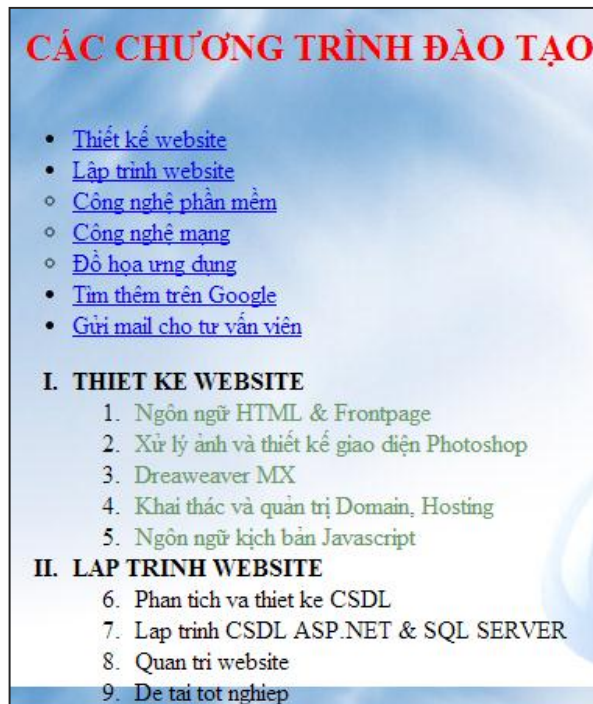 CÁC CHƯƠNG TRÌNH ĐÀO TẠO
• Thiết kế website
• Lập trình website
◦ Công nghệ phần mềm
◦ Công nghệ mạng
◦ Đồ họa ưng dụng
• Tìm thêm trên Google
• Gửi mail cho tư vấn viên
I. THIET KE WEBSITE
1. Ngôn ngữ HTML & Frontpage
2. Xử lý ảnh và thiết kế giao diện Photoshop
3. Dreaweaver MX
4. Khai thác và quản trị Domain, Hosting
5. Ngôn ngữ kịch bản Javascript
II. LAP TRINH WEBSITE
6. Phan tich va thiet ke CSDL
7. Lap trinh CSDL ASP.NET & SQL SERVER
8. Quan tri website
9. De tai tot nghiep